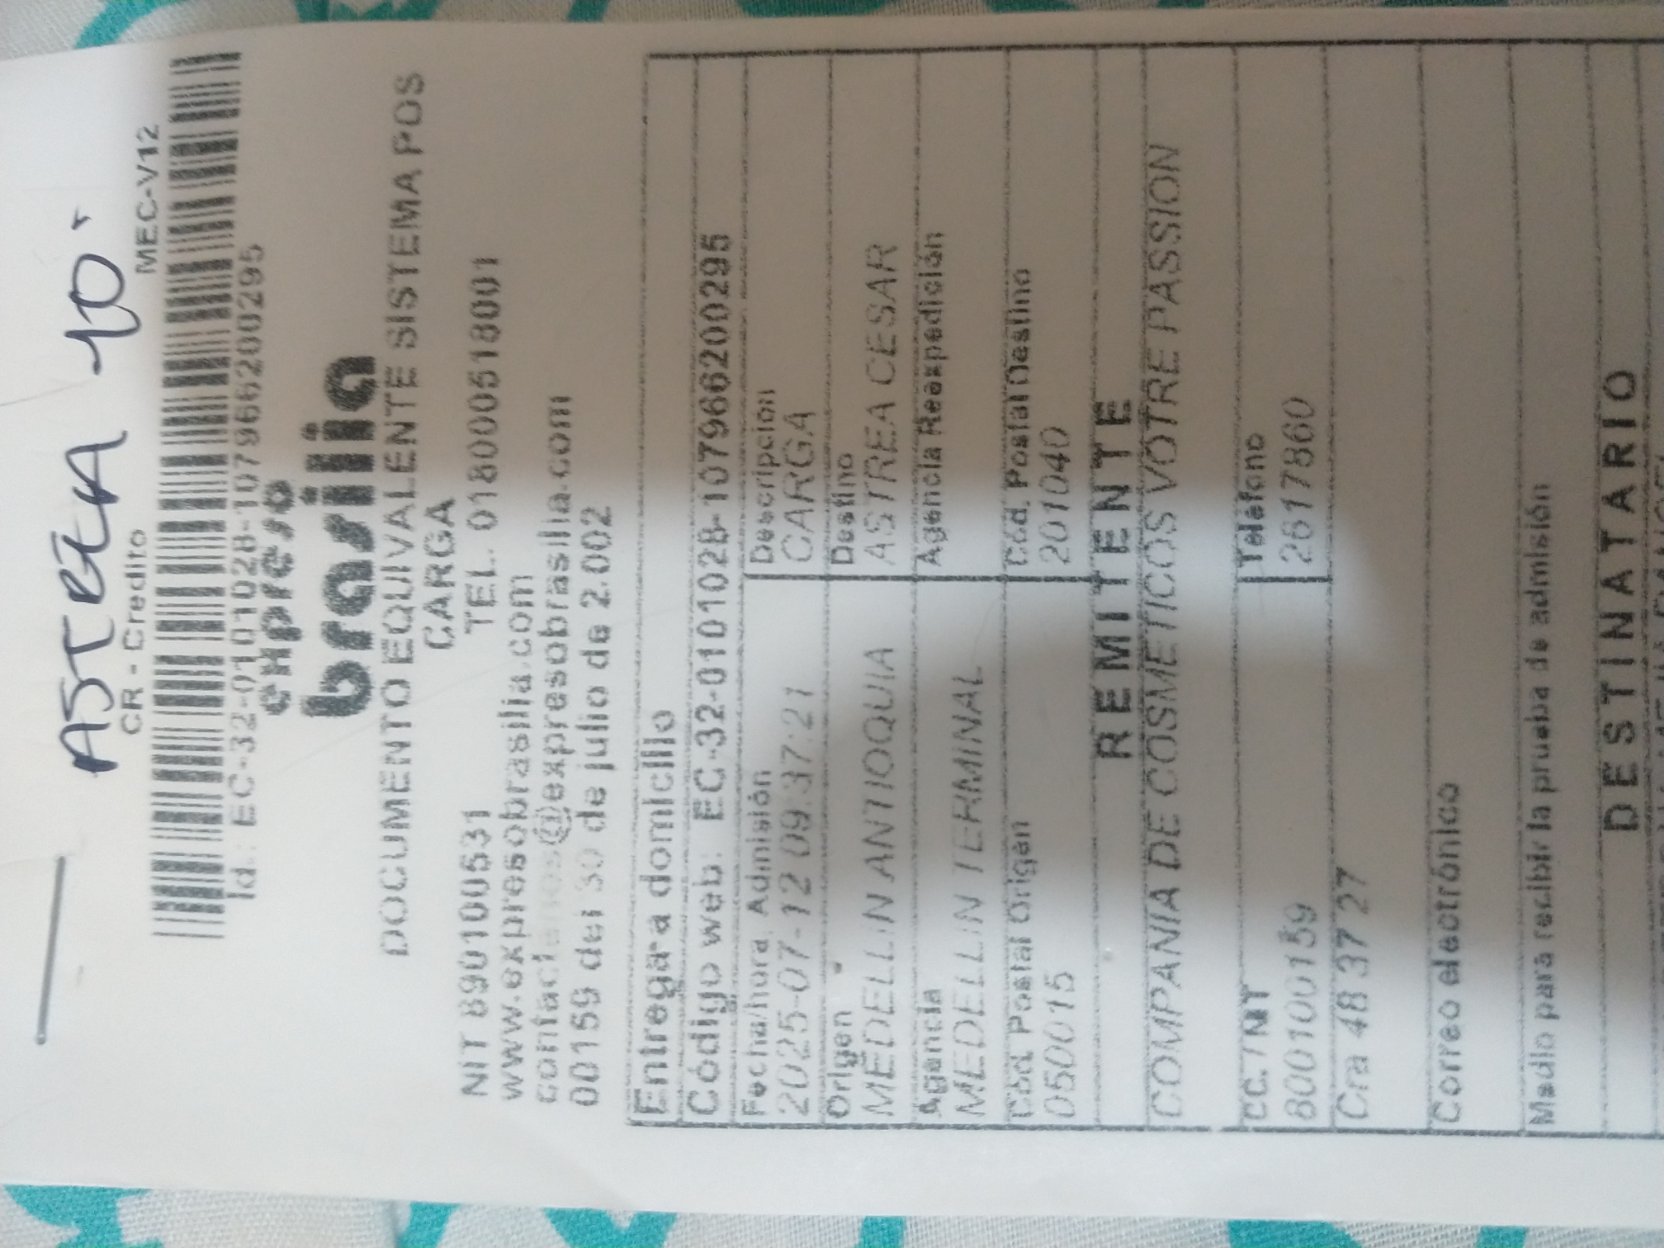 ASTREA 10
CR - Credito MEC-V12
Id.: EC-32-0101028-107966200295
expreso
brasilia
DOCUMENTO EQUIVALENTE SISTEMA POS
CARGA
NIT 890100531 TEL. 018000518001
www.expresobrasilia.com
contactenos@expresobrasilia.com
00159 del 30 de julio de 2.002
Entrega a domicilio
Código web: EC-32-0101028-107966200295
Fecha/hora Admisión Descripción
2025-07-12 09:37:21 CARGA
Origen Destino
MEDELLIN ANTIOQUIA ASTREA CESAR
Agencia Agencia Reexpedición
MEDELLIN TERMINAL
Cód. Postal Origen Cód. Postal Destino
050015 201040
REMITENTE
COMPANIA DE COSMETICOS VOTRE PASSION
CC. / NIT Teléfono
800100159 2617860
Cra 48 37 27
Correo electrónico
Medio para recibir la prueba de admisión
DESTINATARIO